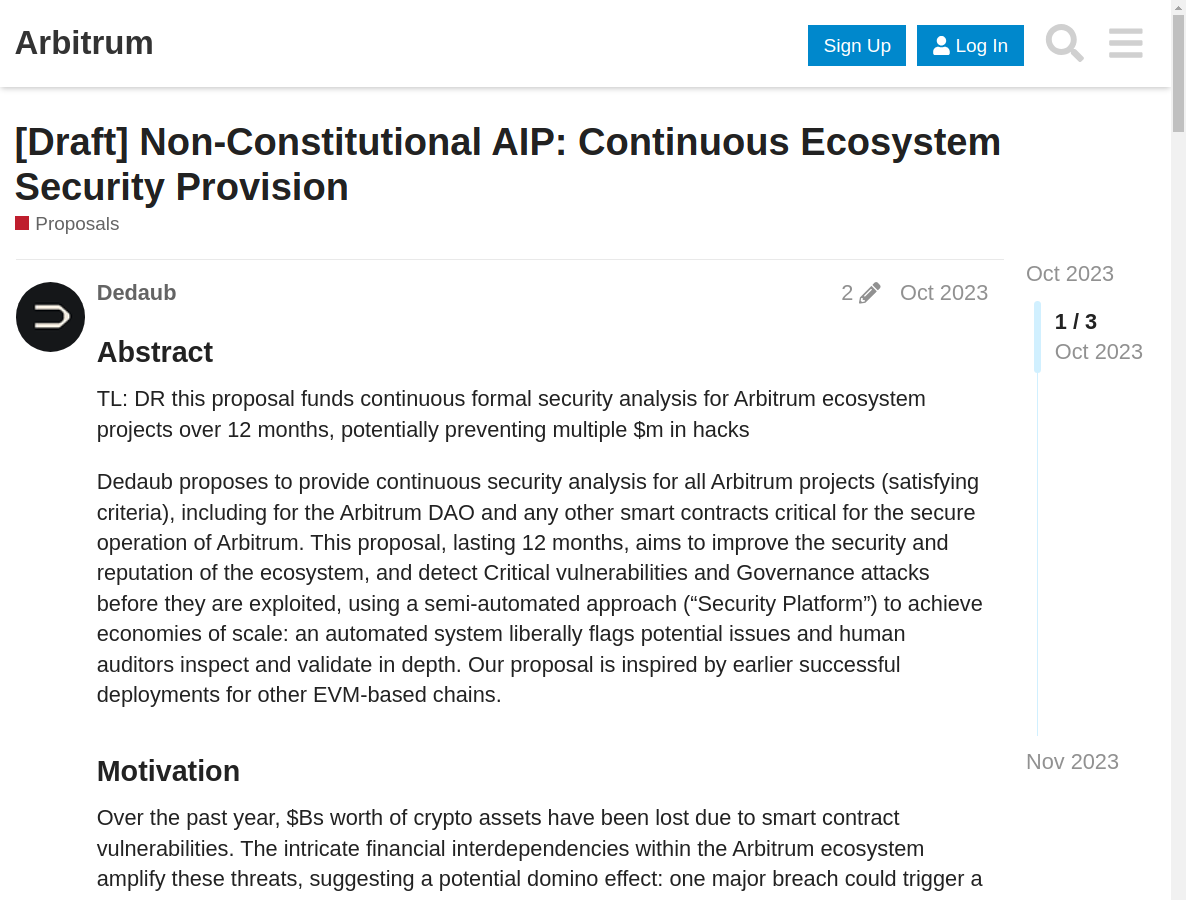 Arbitrum
Sign Up
Log In
[Draft] Non-Constitutional AIP: Continuous Ecosystem
Security Provision
Proposals
Dedaub
2
Oct 2023
Oct 2023
1 / 3
Oct 2023
Nov 2023
Abstract
TL: DR this proposal funds continuous formal security analysis for Arbitrum ecosystem
projects over 12 months, potentially preventing multiple $m in hacks
Dedaub proposes to provide continuous security analysis for all Arbitrum projects (satisfying
criteria), including for the Arbitrum DAO and any other smart contracts critical for the secure
operation of Arbitrum. This proposal, lasting 12 months, aims to improve the security and
reputation of the ecosystem, and detect Critical vulnerabilities and Governance attacks
before they are exploited, using a semi-automated approach (“Security Platform”) to achieve
economies of scale: an automated system liberally flags potential issues and human
auditors inspect and validate in depth. Our proposal is inspired by earlier successful
deployments for other EVM-based chains.
Motivation
Over the past year, $Bs worth of crypto assets have been lost due to smart contract
vulnerabilities. The intricate financial interdependencies within the Arbitrum ecosystem
amplify these threats, suggesting a potential domino effect: one major breach could trigger a